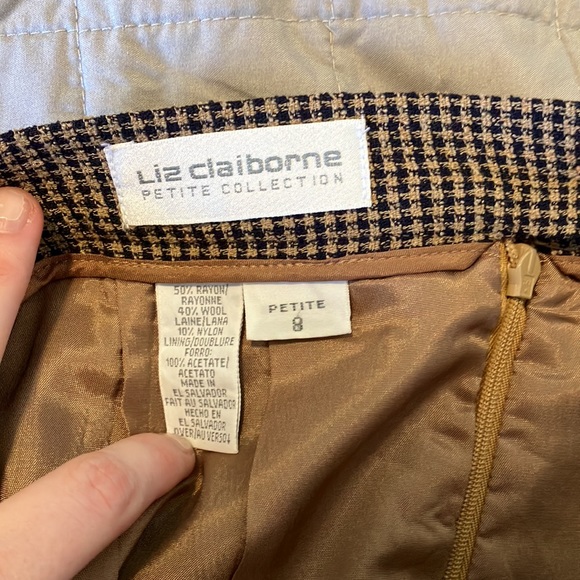 Liz claiborne
PETITE COLLECTION
50% RAYON/
RAYONNE
40% WOOL
LAINE/LANA
10% NYLON
LINING/DOUBLURE
FORRO:
100% ACETATE/
ACETATO
MADE IN
EL SALVADOR
FAIT AU SALVADOR
HECHO EN
EL SALVADOR
OVER/AU VERSO↓
PETITE
8